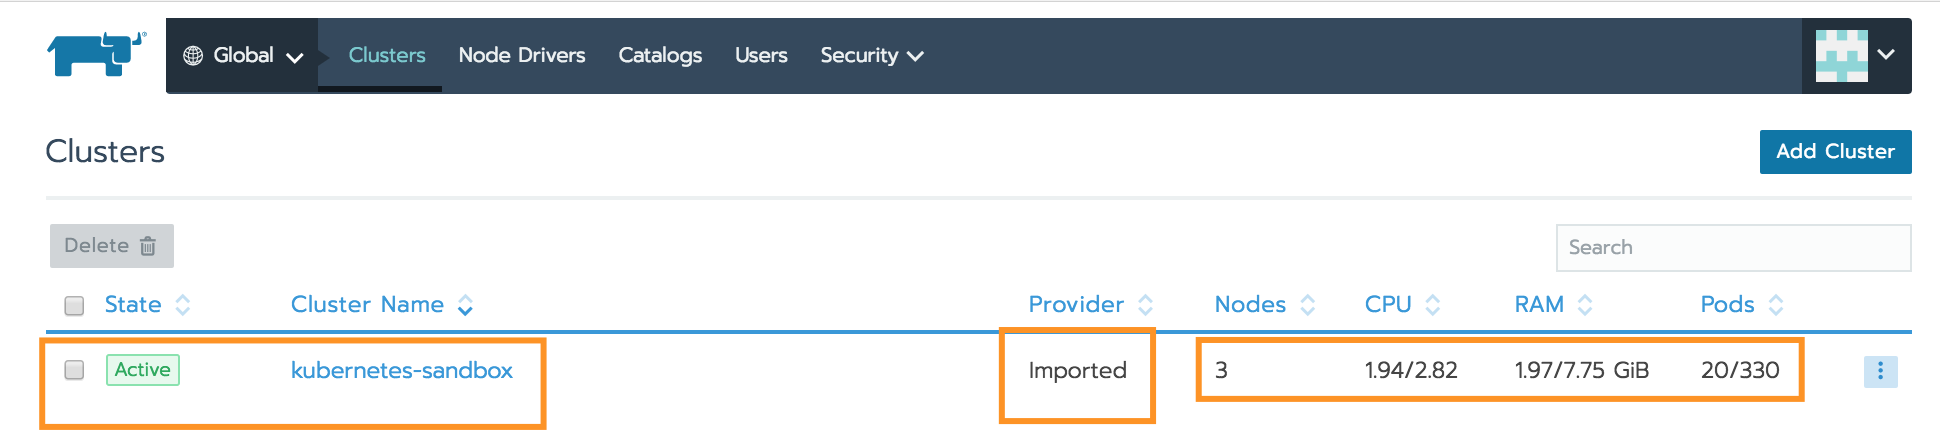 Global Clusters Node Drivers Catalogs Users Security
Clusters
Add Cluster
Delete
Search
State Cluster Name Provider Nodes CPU RAM Pods
Active kubernetes-sandbox Imported 3 1.94/2.82 1.97/7.75 GiB 20/330